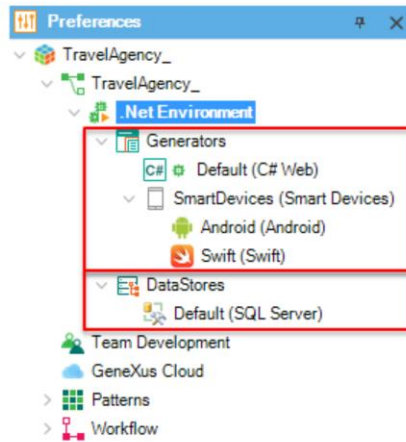 Preferences
TravelAgency_
TravelAgency_
.Net Environment
Generators
C# Default (C# Web)
SmartDevices (Smart Devices)
Android (Android)
Swift (Swift)
DataStores
Default (SQL Server)
Team Development
GeneXus Cloud
Patterns
Workflow